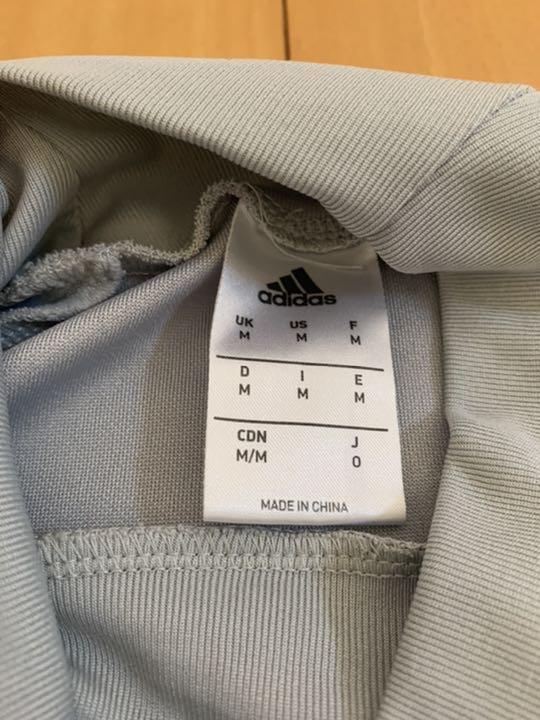 adidas
UK US F
M M M
D I E
M M M
CDN J
M/M O
MADE IN CHINA